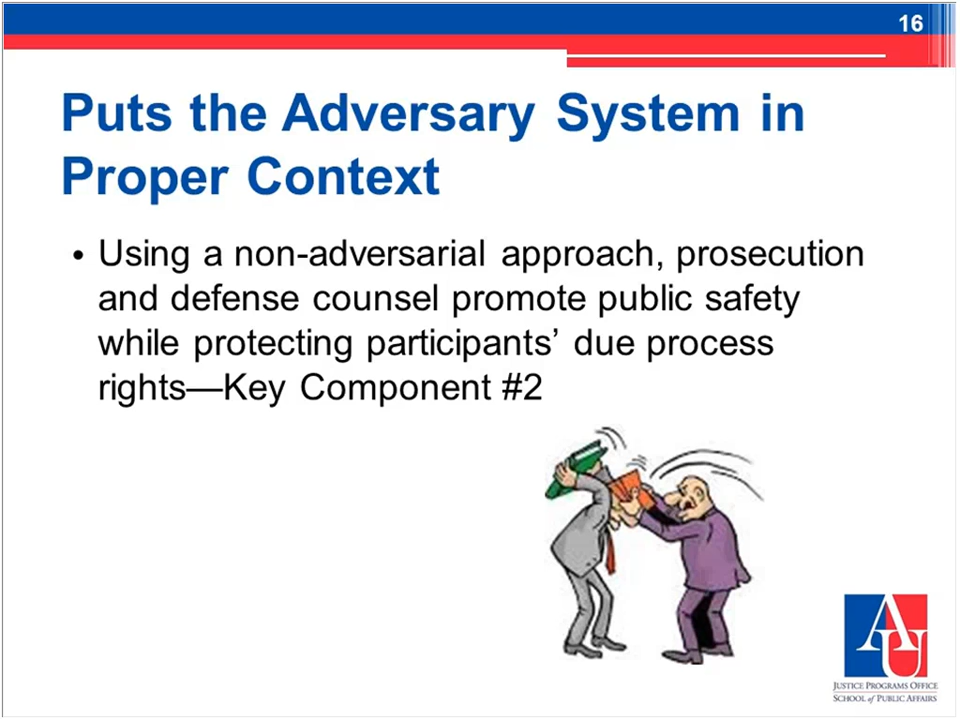 16
Puts the Adversary System in
Proper Context
• Using a non-adversarial approach, prosecution
and defense counsel promote public safety
while protecting participants’ due process
rights—Key Component #2
AU
JUSTICE PROGRAMS OFFICE
SCHOOL of PUBLIC AFFAIRS